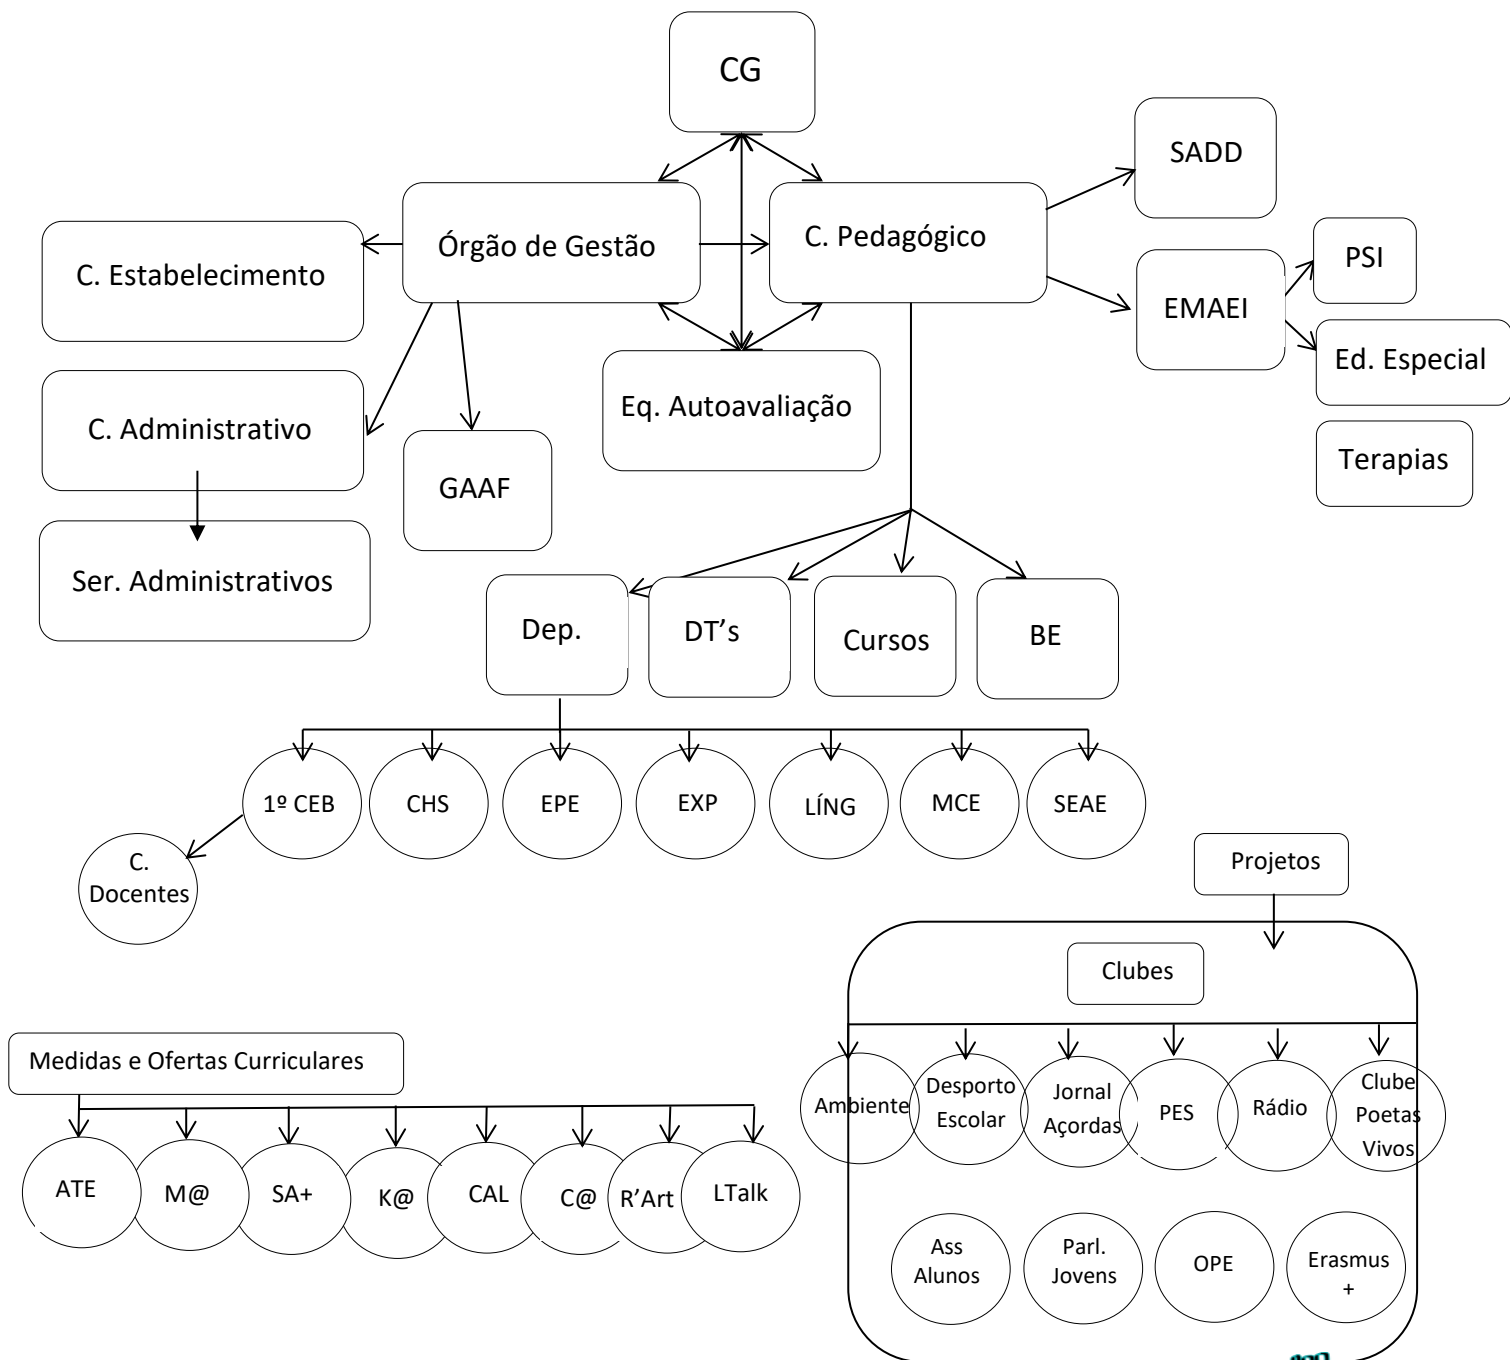 CG
SADD
Órgão de Gestão
C. Pedagógico
C. Estabelecimento
PSI
EMAEI
Ed. Especial
Eq. Autoavaliação
C. Administrativo
Terapias
GAAF
Ser. Administrativos
Dep.
DT’s
Cursos
BE
1º CEB
CHS
EPE
EXP
LÍNG
MCE
SEAE
C.
Docentes
Projetos
Clubes
Medidas e Ofertas Curriculares
Ambiente
Desporto
Escolar
Jornal
Açordas
PES
Rádio
Clube
Poetas
Vivos
ATE
M@
SA+
K@
CAL
C@
R’Art
LTalk
Ass
Alunos
Parl.
Jovens
OPE
Erasmus
+